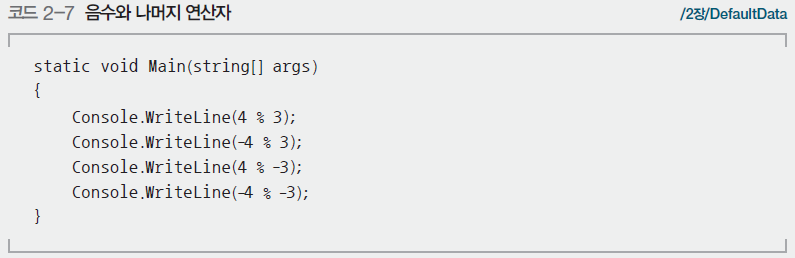 코드 2-7 음수와 나머지 연산자 /2장/DefaultData
static void Main(string[] args)
{
Console.WriteLine(4 % 3);
Console.WriteLine(-4 % 3);
Console.WriteLine(4 % -3);
Console.WriteLine(-4 % -3);
}